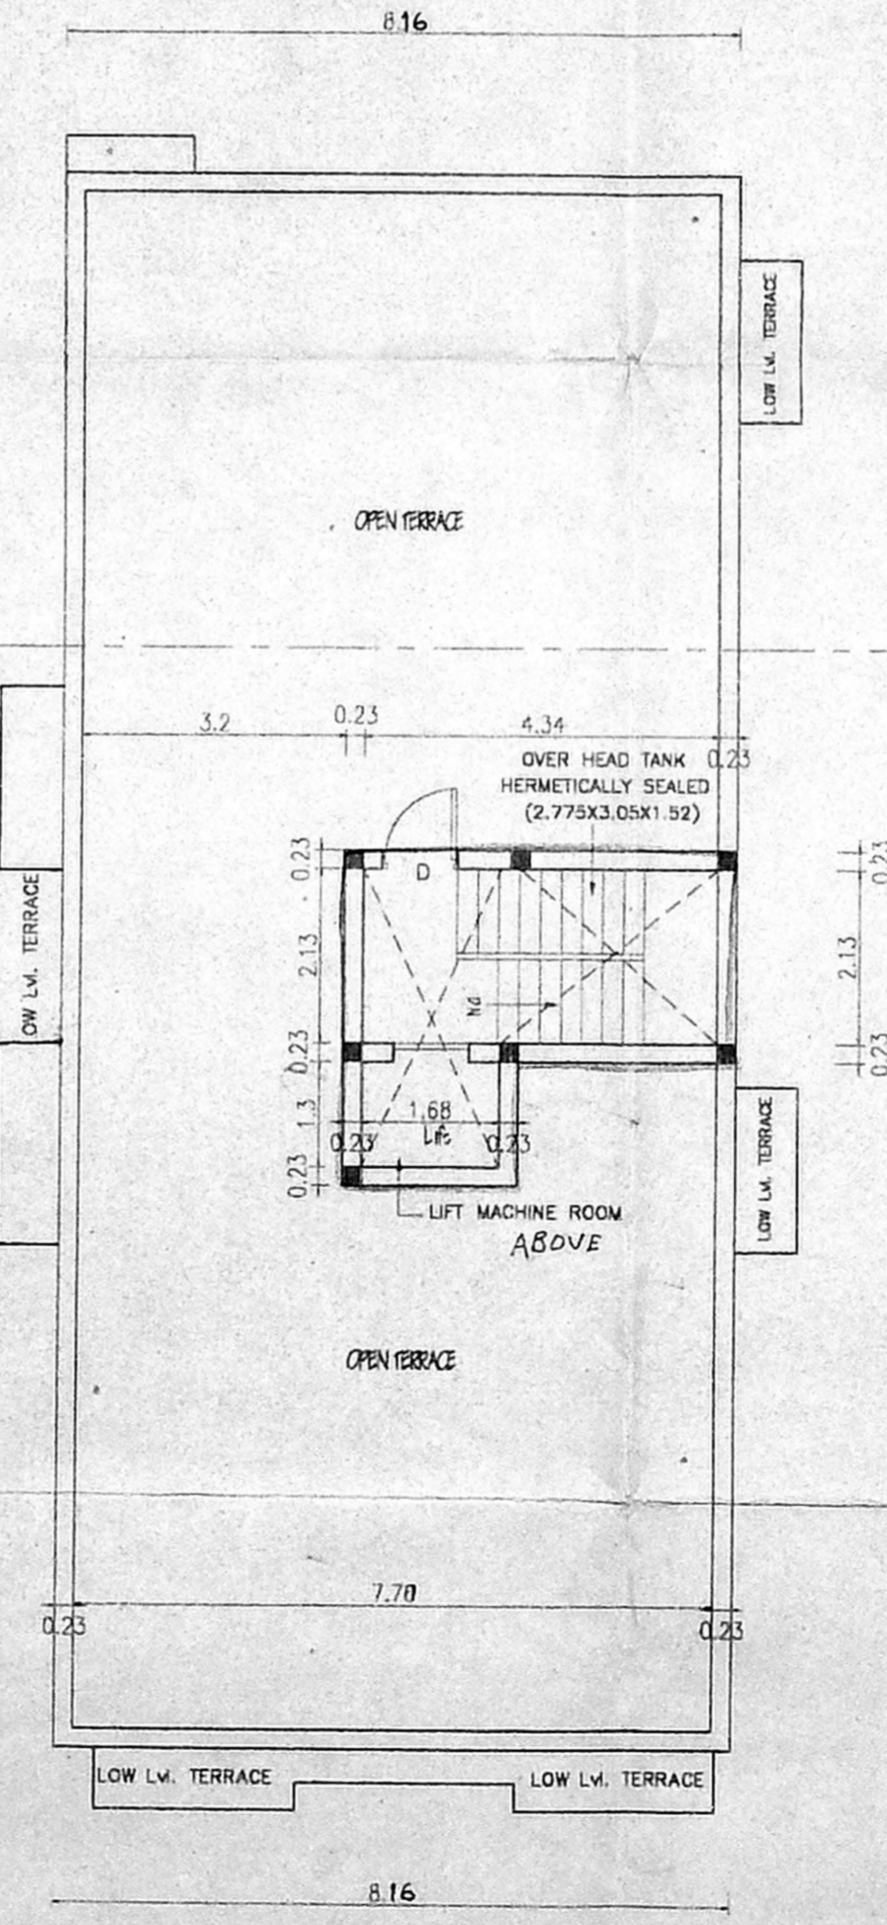 8.16
LOW Lvl. TERRACE
OPEN TERRACE
3.2
0.23
4.34
0.23
OVER HEAD TANK
HERMETICALLY SEALED
(2.775X3.05X1.52)
D
0.23
2.13
0.23
1.3
0.23
0.23
2.13
0.23
OW Lvl. TERRACE
1.68
0.23
0.23
LIFT MACHINE ROOM
ABOVE
LOW Lvl. TERRACE
OPEN TERRACE
7.70
0.23
0.23
LOW Lvl. TERRACE
LOW Lvl. TERRACE
8.16